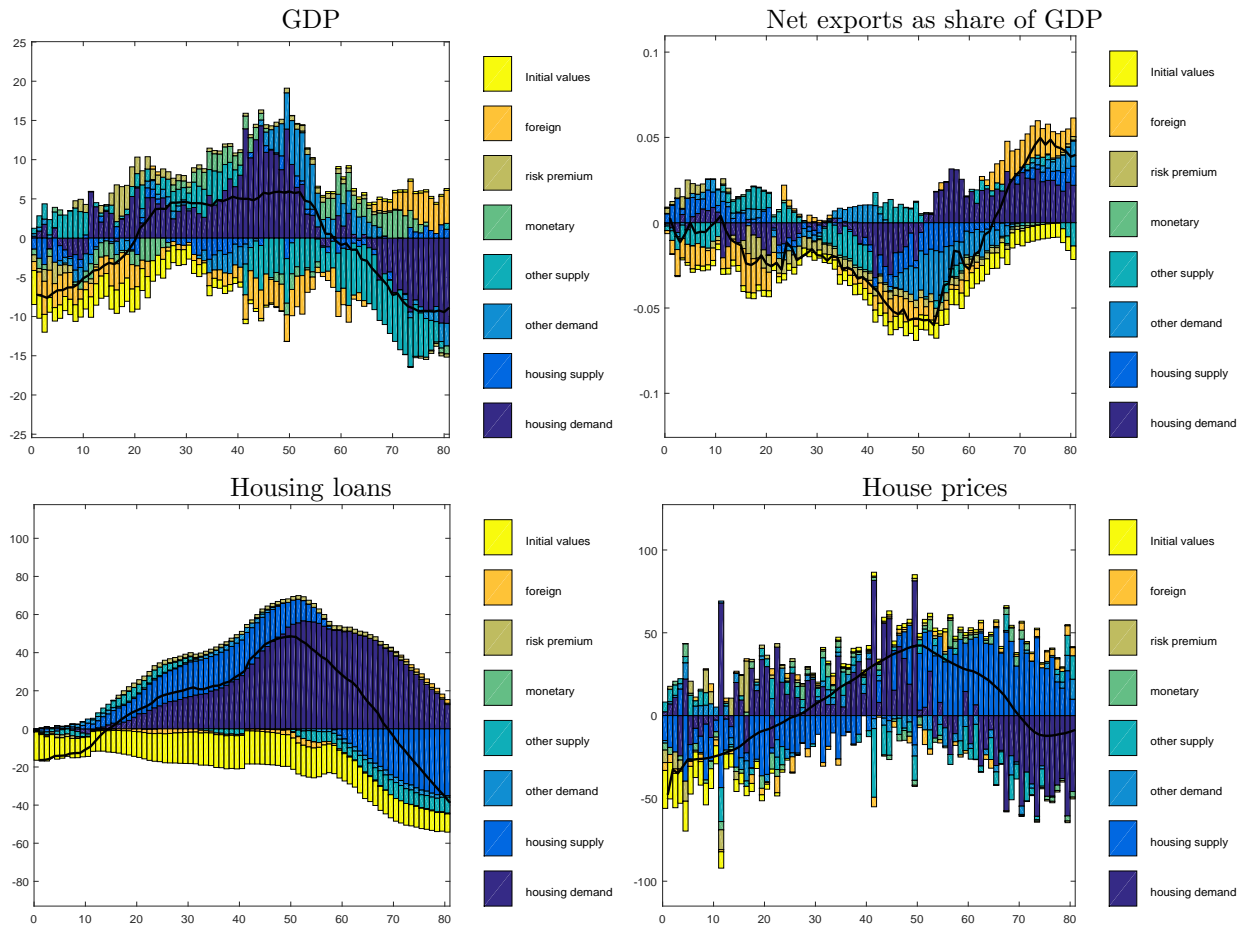 GDP
25
20
15
10
5
0
-5
-10
-15
-20
-25
0 10 20 30 40 50 60 70 80
Initial values
foreign
risk premium
monetary
other supply
other demand
housing supply
housing demand
Net exports as share of GDP
0.1
0.05
0
-0.05
-0.1
0 10 20 30 40 50 60 70 80
Initial values
foreign
risk premium
monetary
other supply
other demand
housing supply
housing demand
Housing loans
100
80
60
40
20
0
-20
-40
-60
-80
0 10 20 30 40 50 60 70 80
Initial values
foreign
risk premium
monetary
other supply
other demand
housing supply
housing demand
House prices
100
50
0
-50
-100
0 10 20 30 40 50 60 70 80
Initial values
foreign
risk premium
monetary
other supply
other demand
housing supply
housing demand